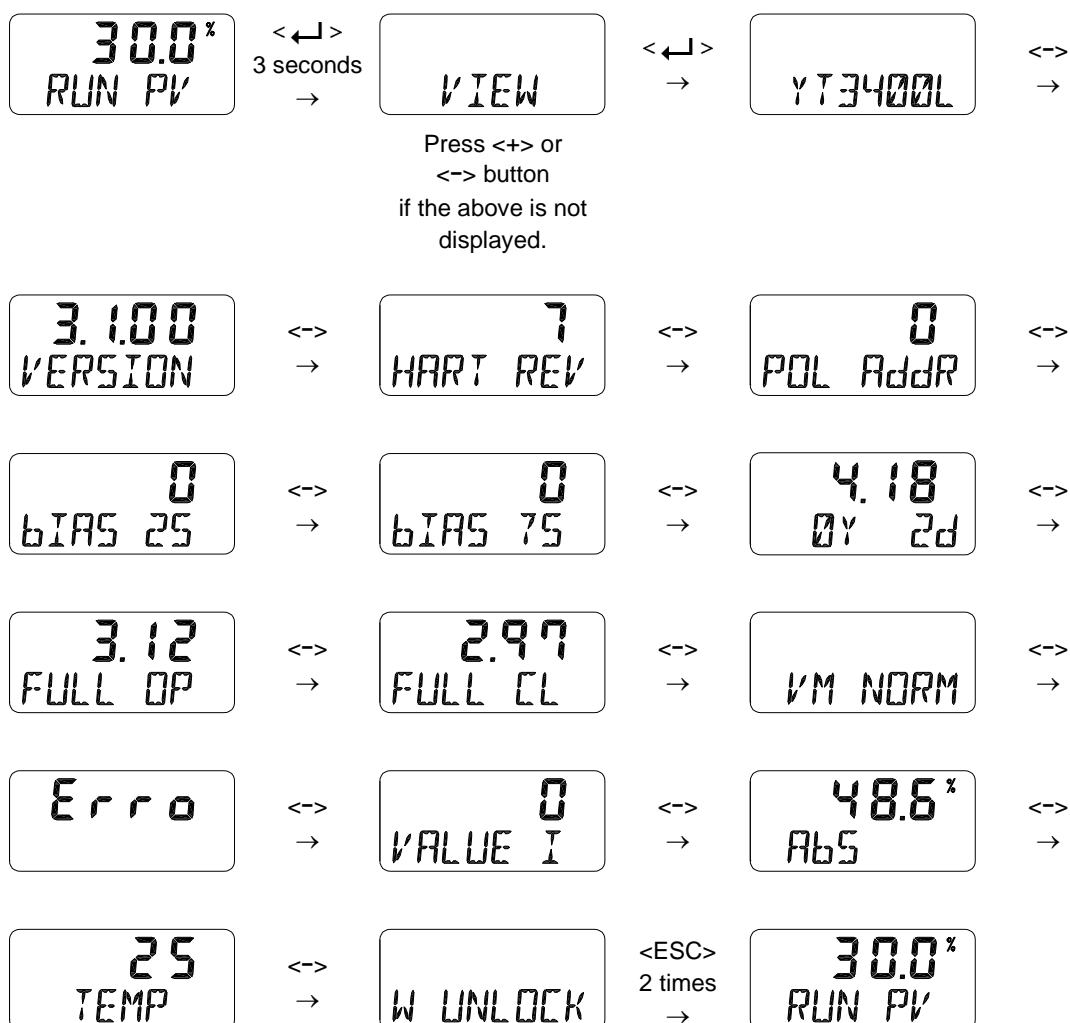 30.0%
RUN PV
< ↵ >
3 seconds
→
VIEW
Press <+> or
<-> button
if the above is not
displayed.
< ↵ >
→
YT3400L
<->
→
3.1.00
VERSION
<->
→
7
HART REV
<->
→
0
POL AddR
<->
→
0
bIAS 25
<->
→
0
bIAS 75
<->
→
4.18
0Y 2d
<->
→
3.12
FULL OP
<->
→
2.97
FULL CL
<->
→
VM NORM
<->
→
Erro
<->
→
0
VALUE I
<->
→
48.6%
AbS
<->
→
25
TEMP
<->
→
W UNLOCK
<ESC>
2 times
→
30.0%
RUN PV